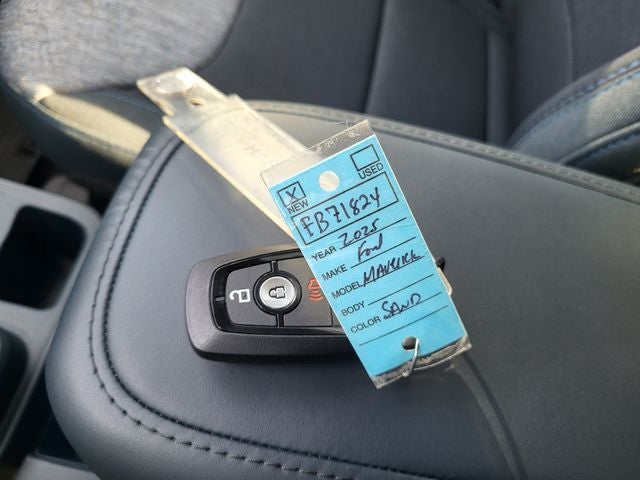 X
NEW
USED
FB71824
YEAR 2025
MAKE Ford
MODEL MAVERICK
BODY
COLOR SAND